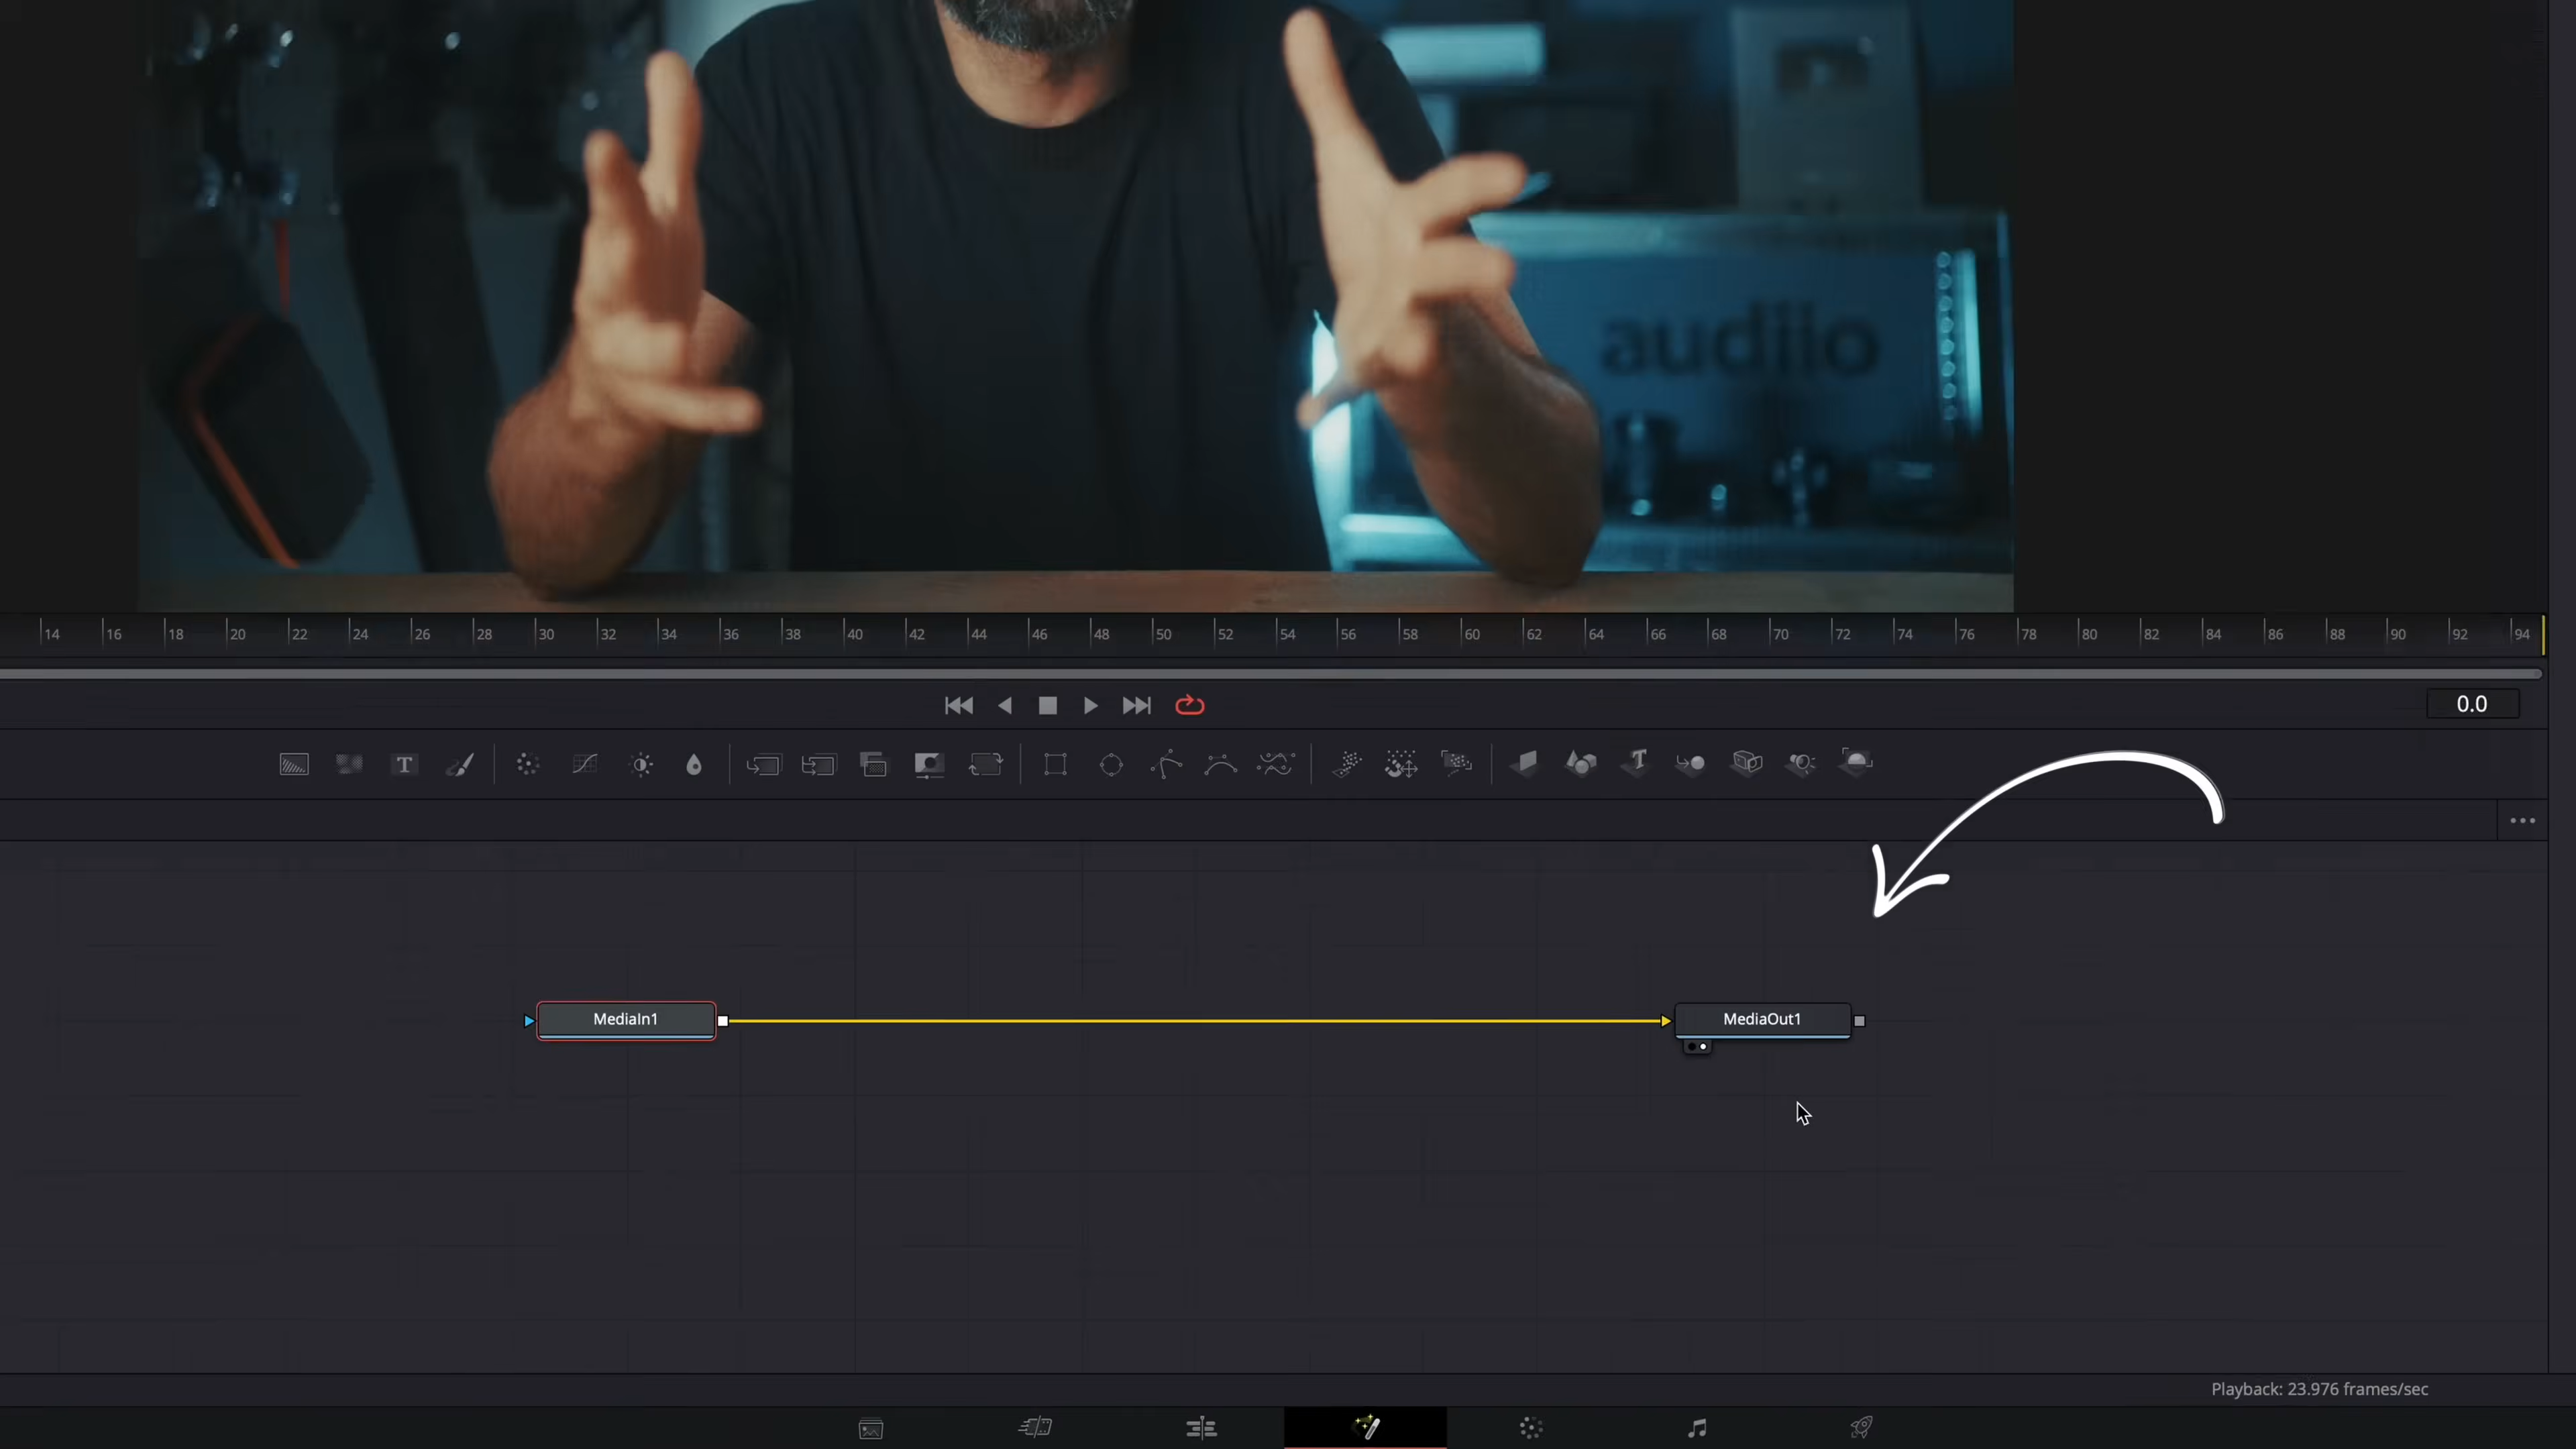 audiio
14 16 18 20 22 24 26 28 30 32 34 36 38 40 42 44 46 48 50 52 54 56 58 60 62 64 66 68 70 72 74 76 78 80 82 84 86 88 90 92 94
0.0
T T
MediaIn1 MediaOut1
Playback: 23.976 frames/sec